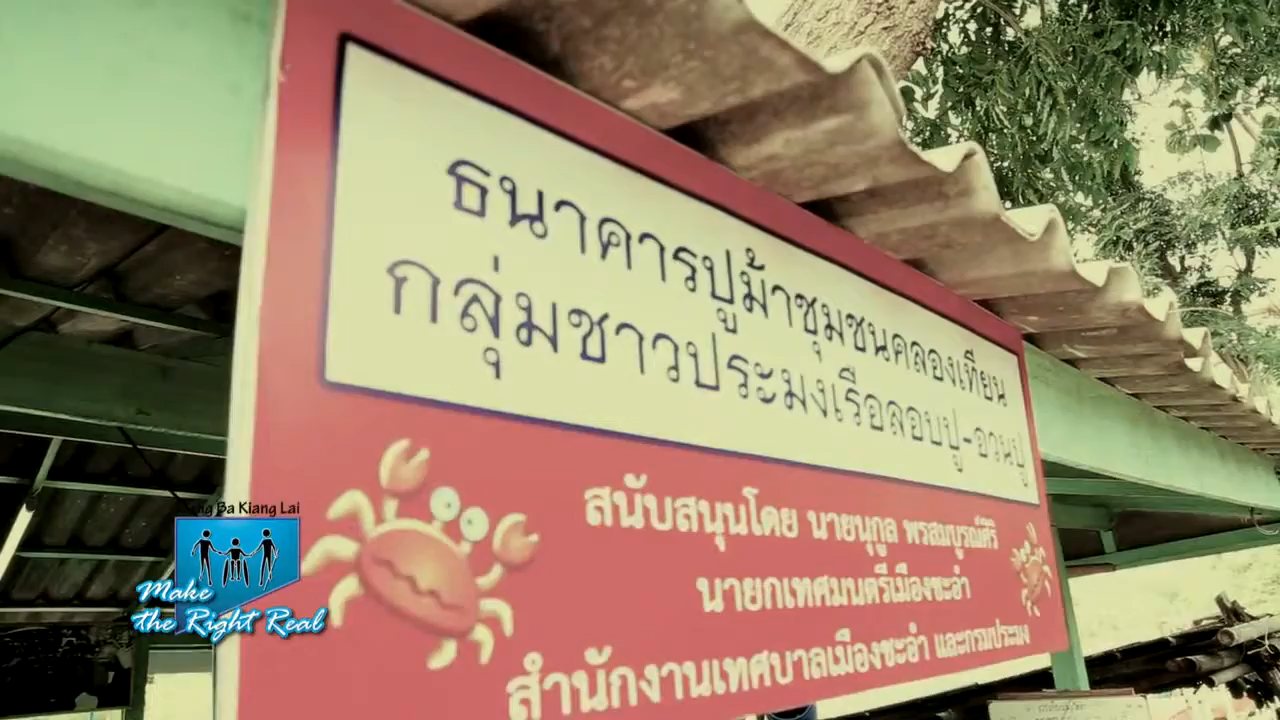 ธนาคารปูม้าชุมชนคลองเทียน
กลุ่มชาวประมงเรือลอบปู-อวนปู
สนับสนุนโดย นายนุกูล พรสมบูรณ์ศิริ
นายกเทศมนตรีเมืองชะอำ
สำนักงานเทศบาลเมืองชะอำ และกรมประมง
Ba Kiang Lai
Make
the Right Real